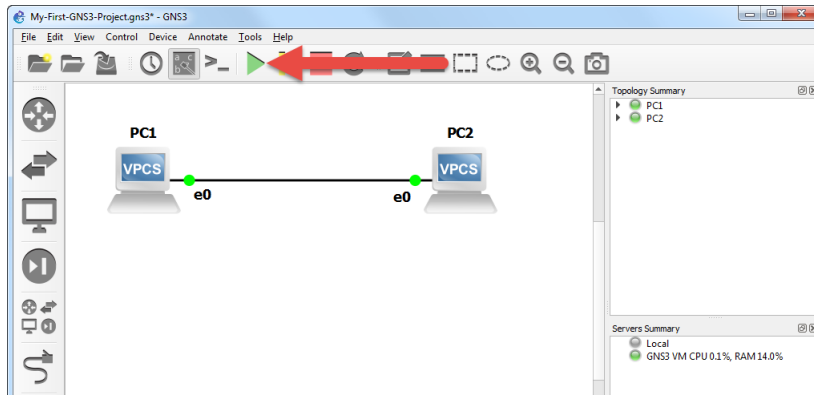 My-First-GNS3-Project.gns3* - GNS3
File Edit View Control Device Annotate Tools Help
a c
b
>_
Topology Summary
PC1
PC2
PC1
PC2
VPCS
VPCS
e0
e0
Servers Summary
Local
GNS3 VM CPU 0.1%, RAM 14.0%